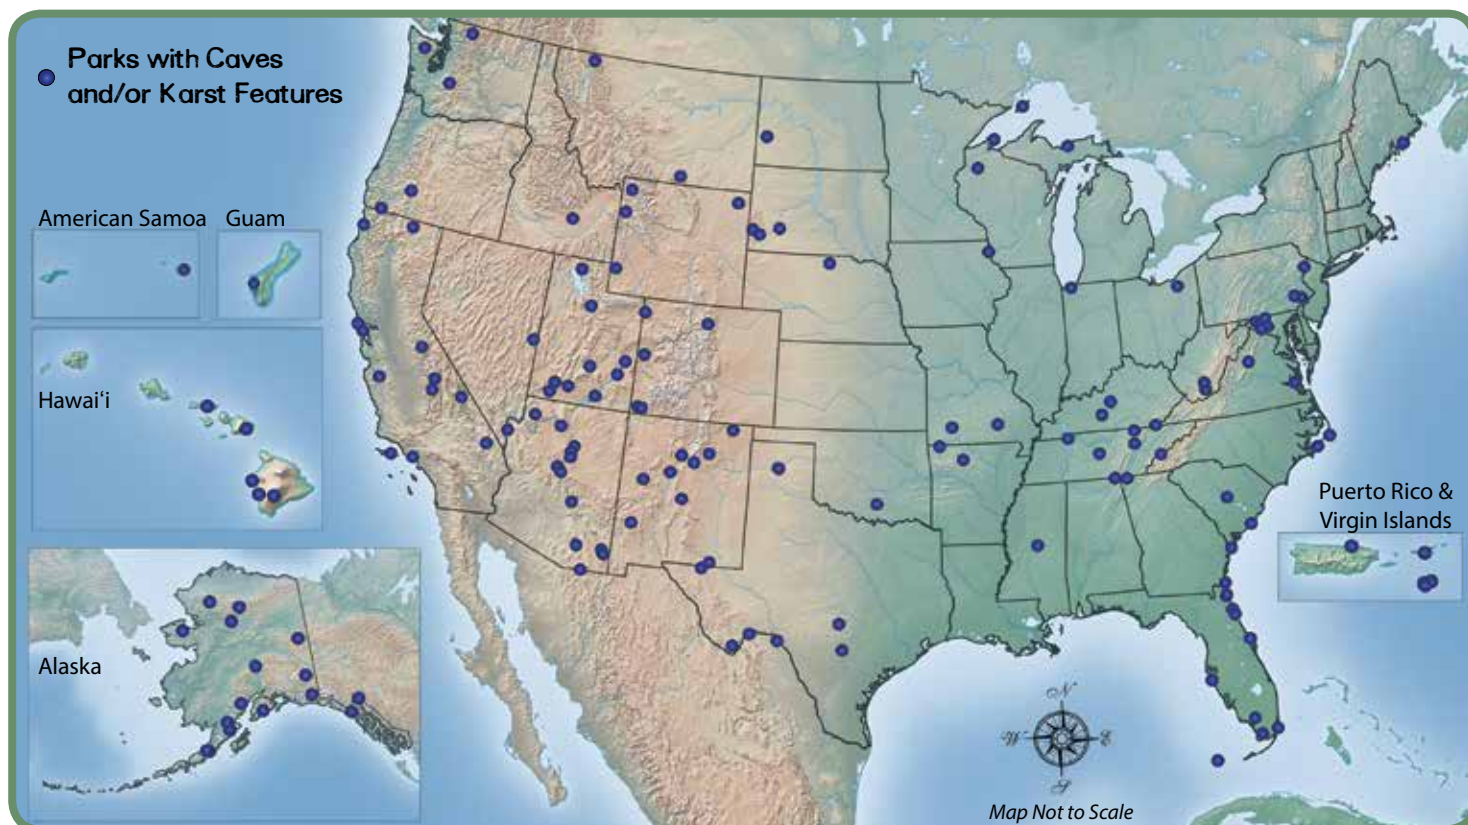 Parks with Caves
and/or Karst Features
American Samoa
Guam
Hawaiʻi
Alaska
Puerto Rico &
Virgin Islands
N
W
E
S
Map Not to Scale